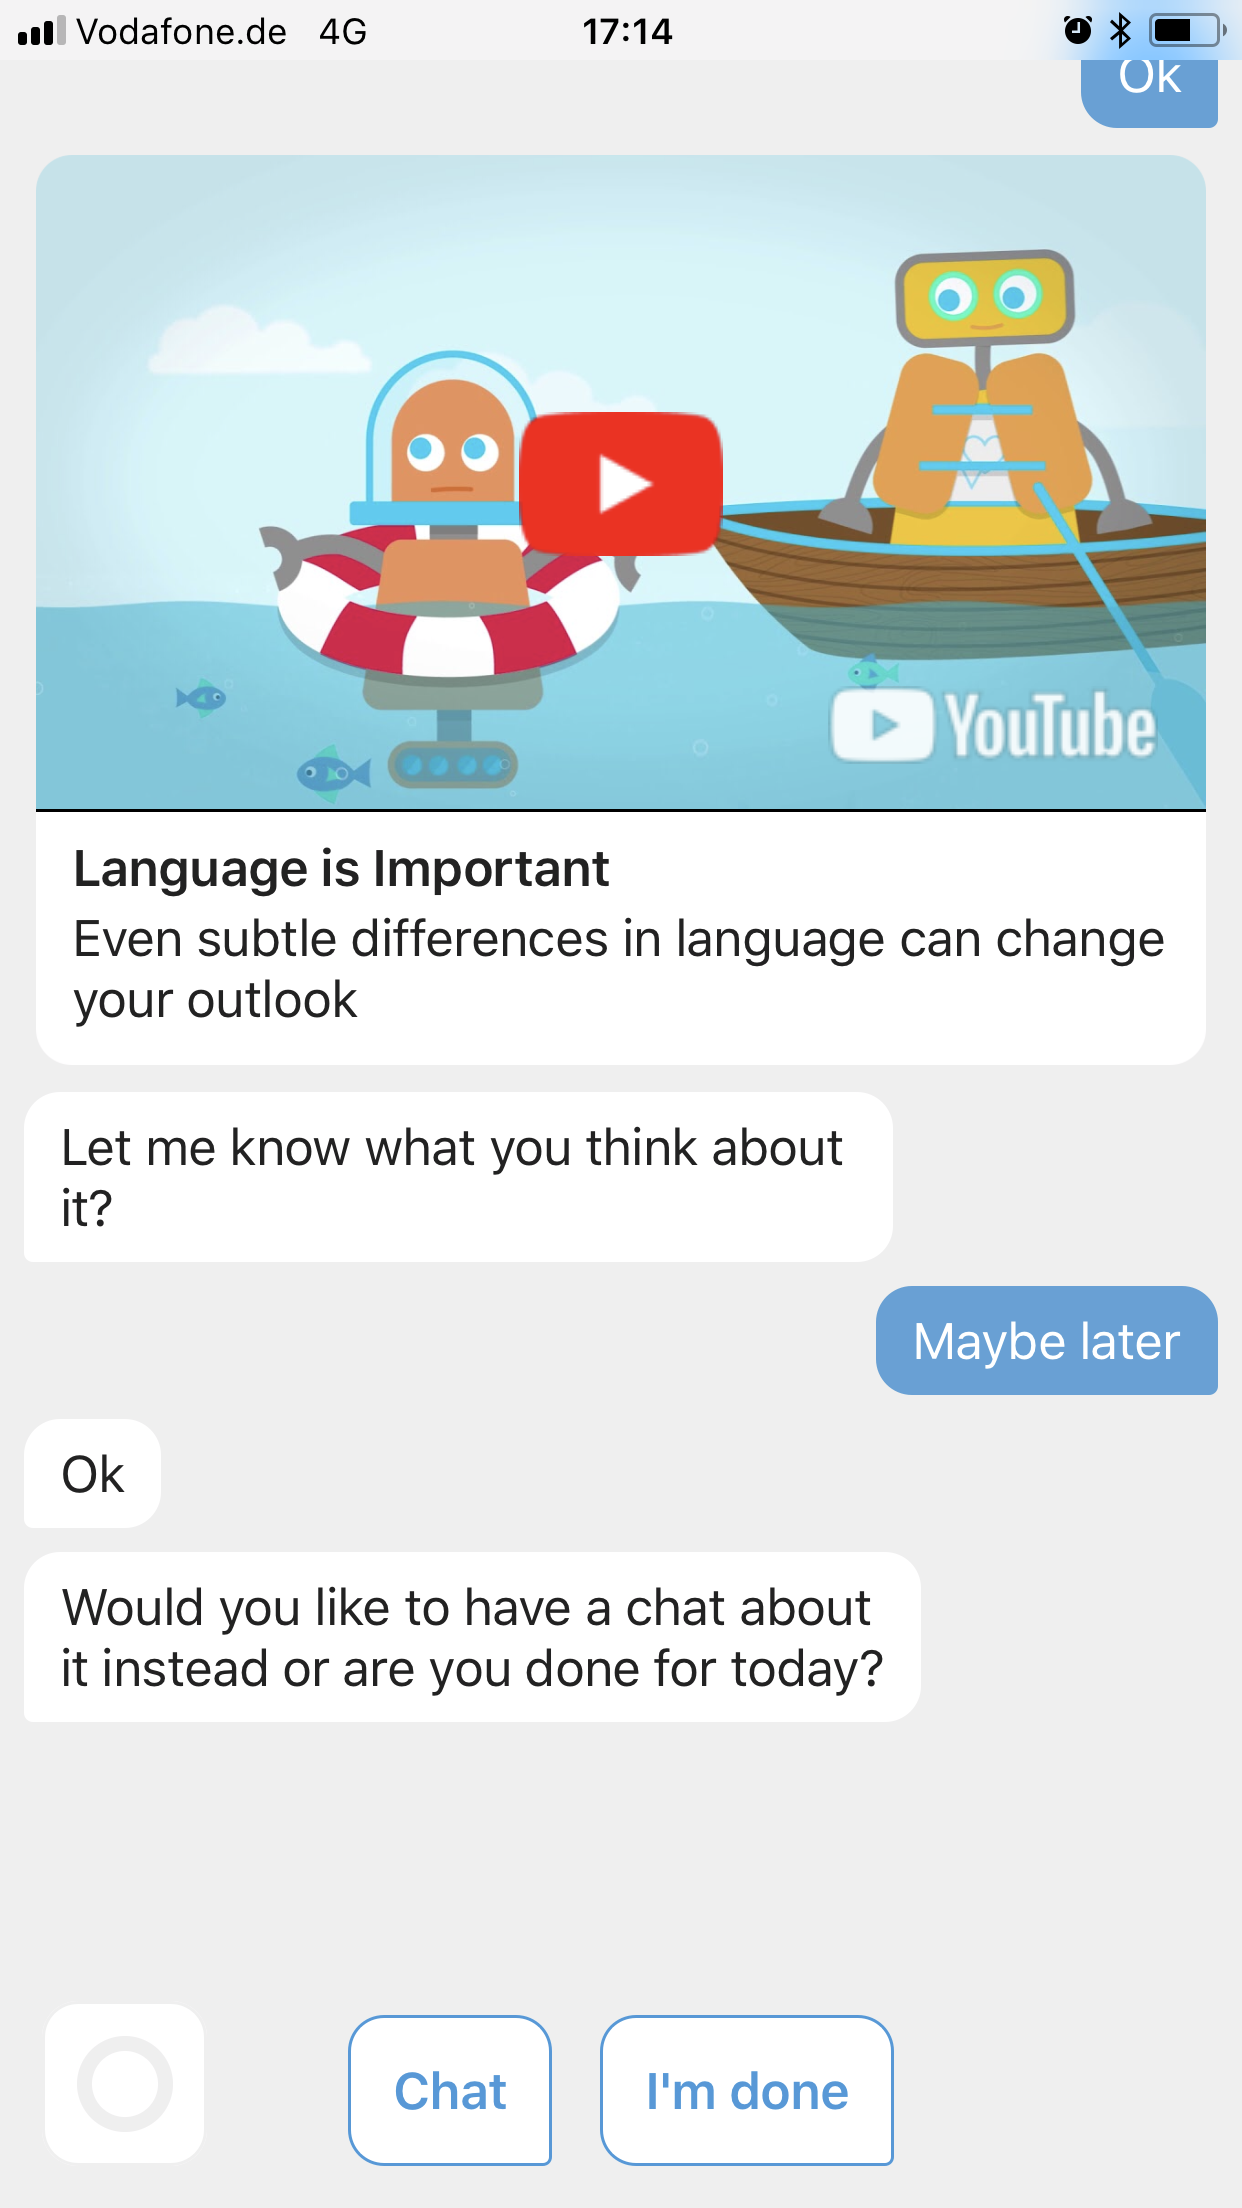 Vodafone.de 4G 17:14
Ok
YouTube
Language is Important
Even subtle differences in language can change
your outlook
Let me know what you think about
it?
Maybe later
Ok
Would you like to have a chat about
it instead or are you done for today?
Chat I'm done